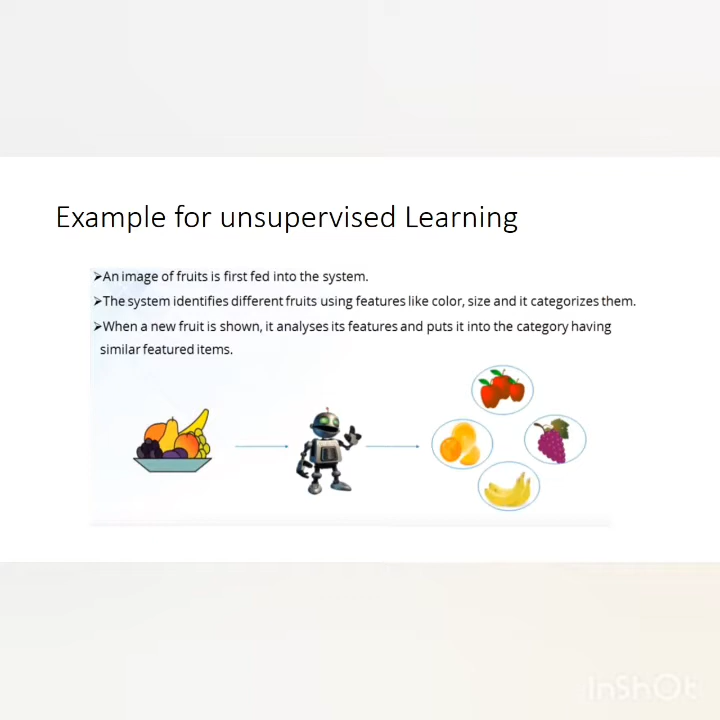 Example for unsupervised Learning
➢An image of fruits is first fed into the system.
➢The system identifies different fruits using features like color, size and it categorizes them.
➢When a new fruit is shown, it analyses its features and puts it into the category having
similar featured items.
InShOt